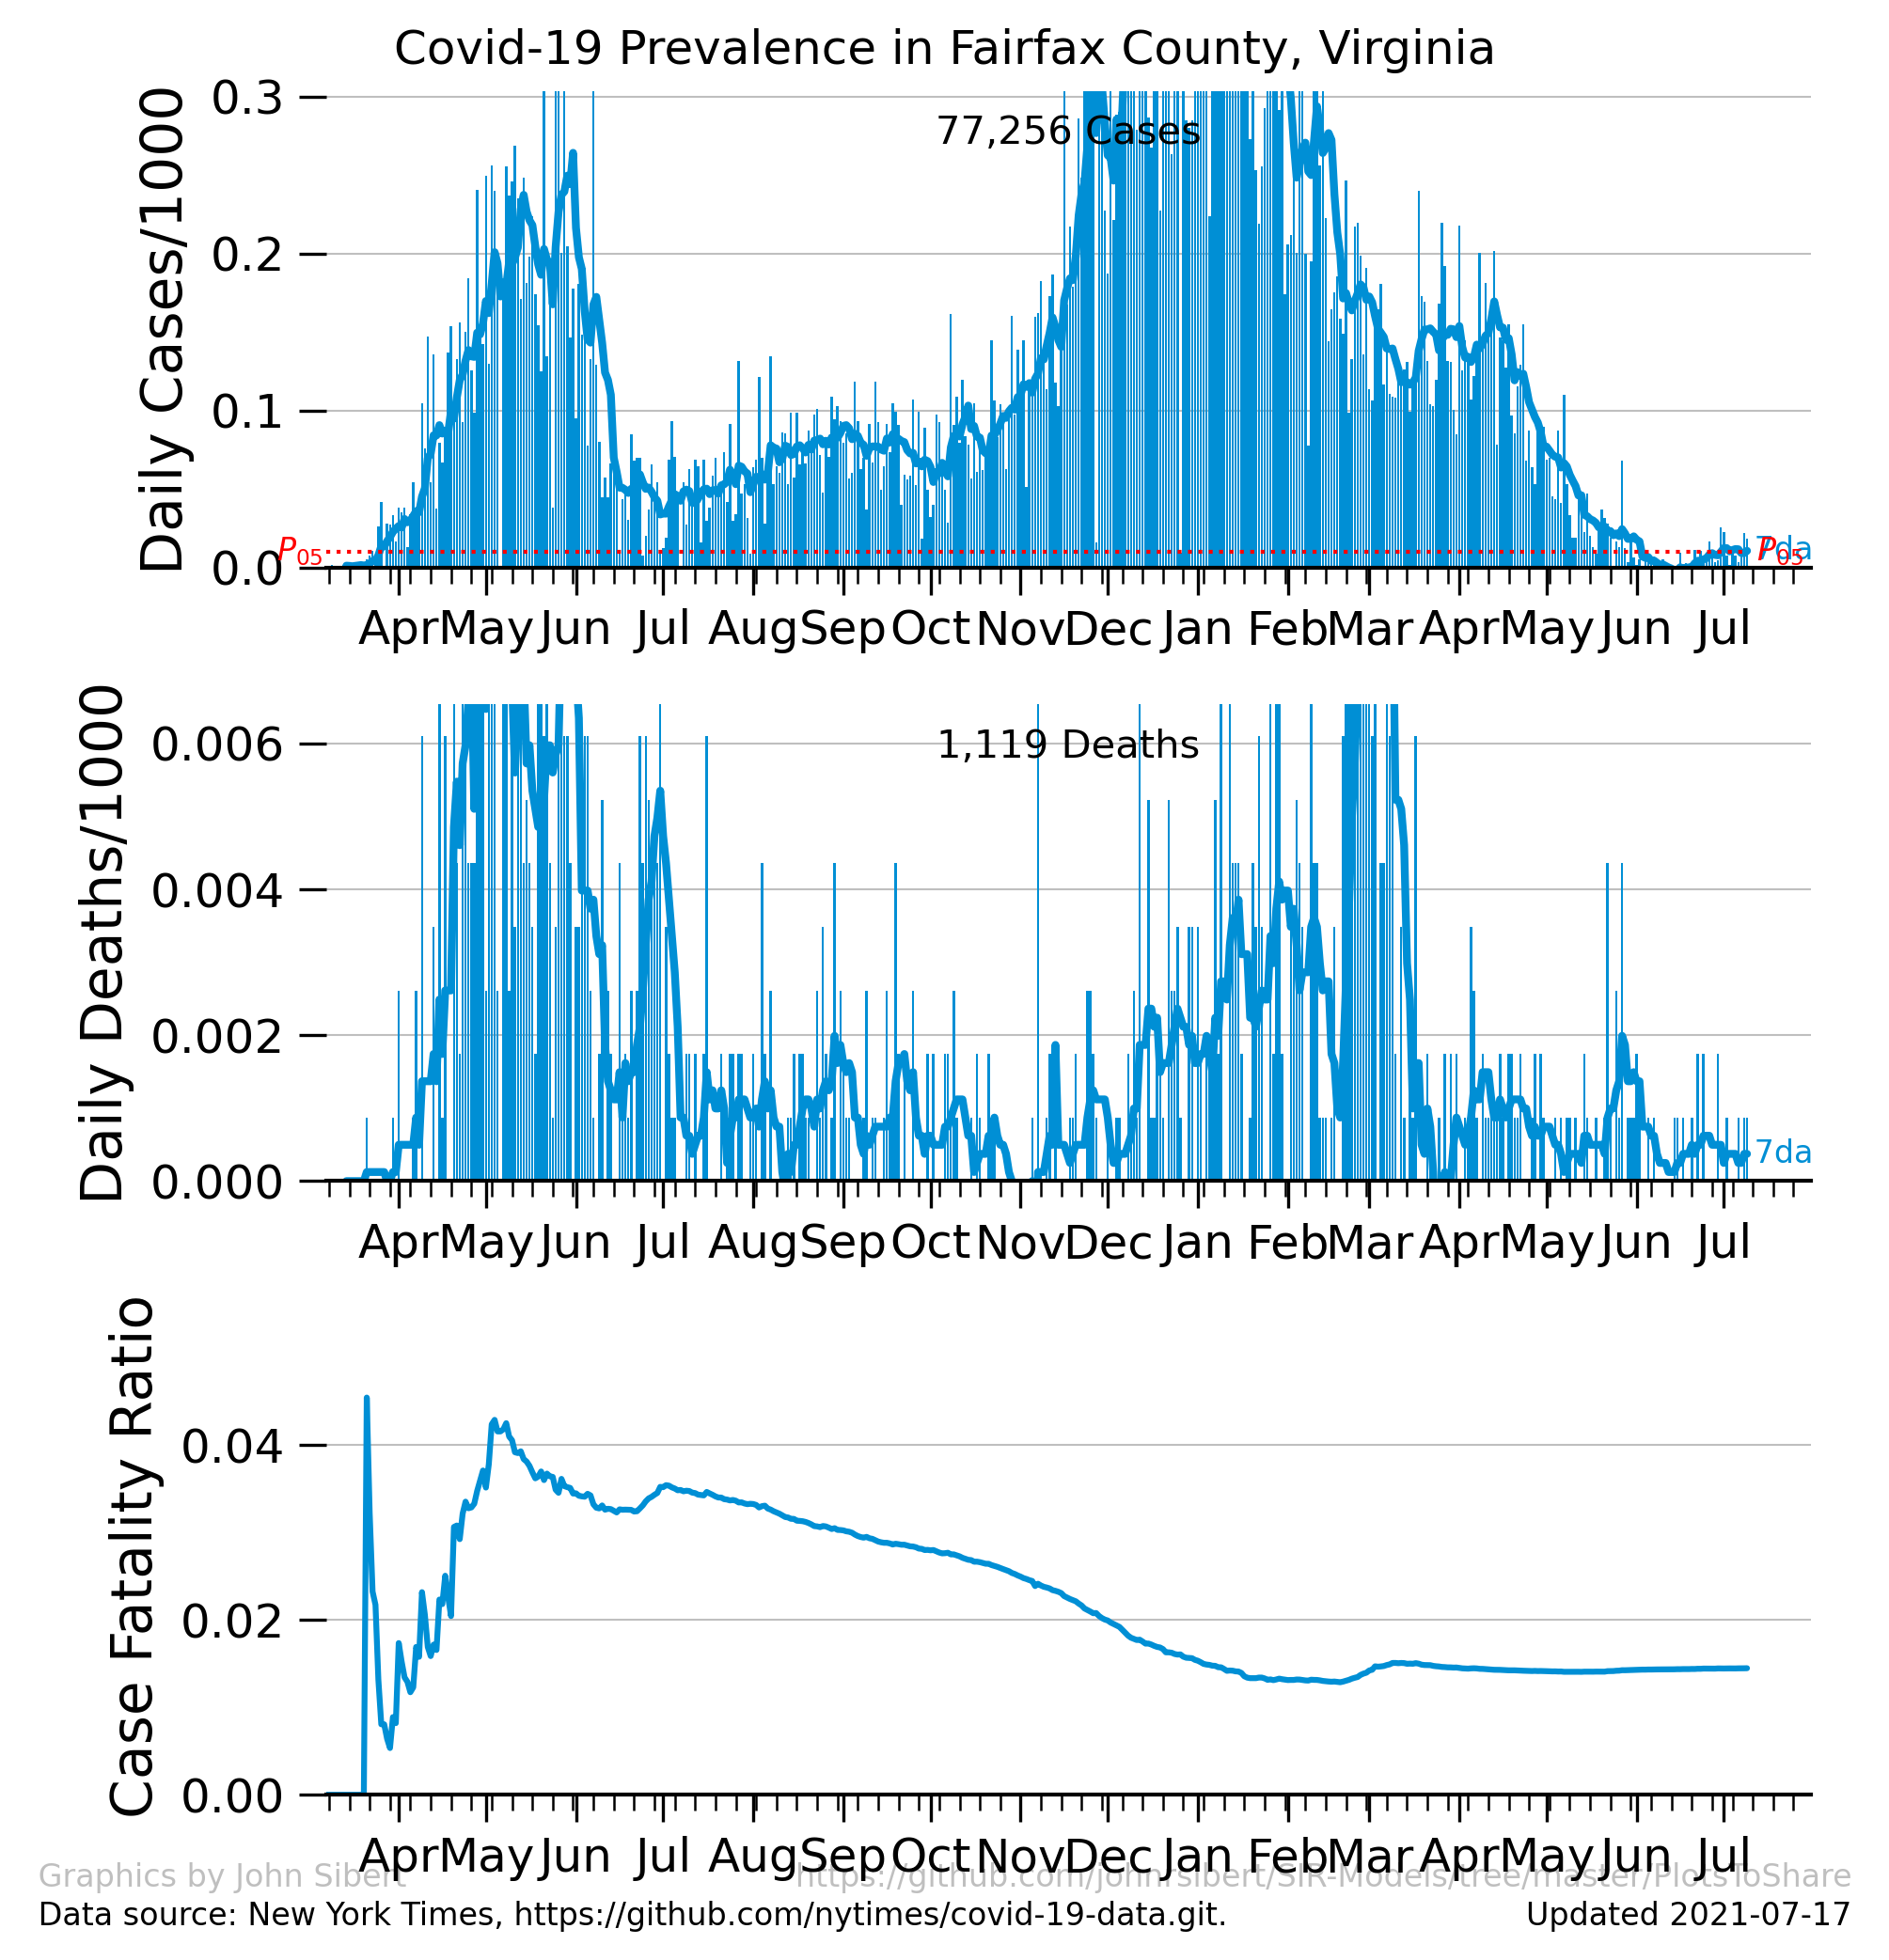 Covid-19 Prevalence in Fairfax County, Virginia
Daily Cases/1000
0.3
0.2
0.1
0.0
77,256 Cases
P05
7da
P05
Apr May Jun Jul Aug Sep Oct Nov Dec Jan Feb Mar Apr May Jun Jul
Daily Deaths/1000
0.006
0.004
0.002
0.000
1,119 Deaths
7da
Apr May Jun Jul Aug Sep Oct Nov Dec Jan Feb Mar Apr May Jun Jul
Case Fatality Ratio
0.04
0.02
0.00
Apr May Jun Jul Aug Sep Oct Nov Dec Jan Feb Mar Apr May Jun Jul
Graphics by John Sibert https://github.com/johnrsibert/SIR-Models/tree/master/PlotsToShare
Data source: New York Times, https://github.com/nytimes/covid-19-data.git. Updated 2021-07-17